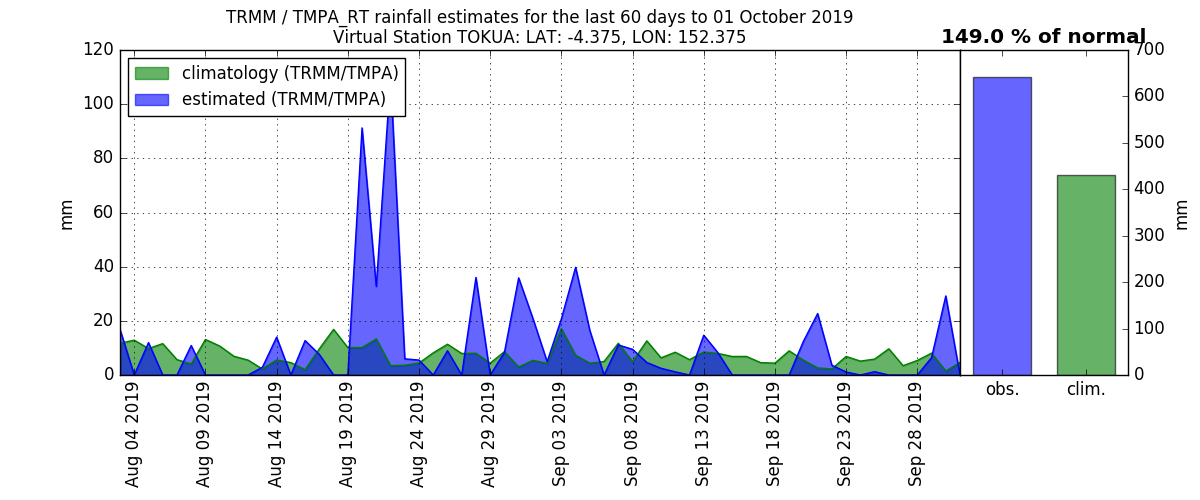 TRMM / TMPA_RT rainfall estimates for the last 60 days to 01 October 2019
Virtual Station TOKUA: LAT: -4.375, LON: 152.375
149.0 % of normal
climatology (TRMM/TMPA)
estimated (TRMM/TMPA)
mm
120
100
80
60
40
20
0
Aug 04 2019
Aug 09 2019
Aug 14 2019
Aug 19 2019
Aug 24 2019
Aug 29 2019
Sep 03 2019
Sep 08 2019
Sep 13 2019
Sep 18 2019
Sep 23 2019
Sep 28 2019
700
600
500
400
300
200
100
0
mm
obs.
clim.